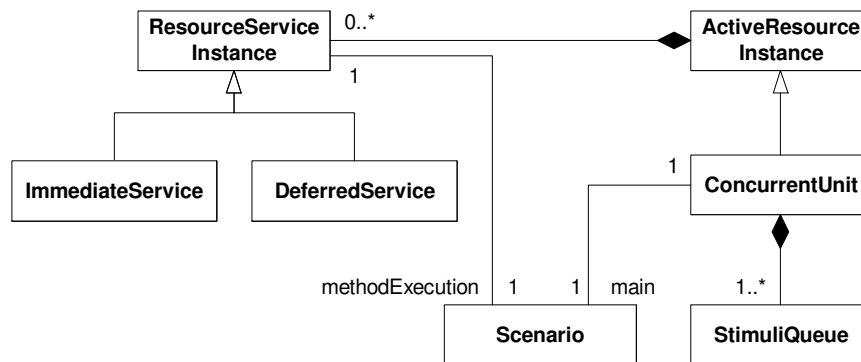 ResourceService
Instance
0..*
ActiveResource
Instance
1
ImmediateService
DeferredService
1
ConcurrentUnit
methodExecution
1
1
main
1..*
Scenario
StimuliQueue